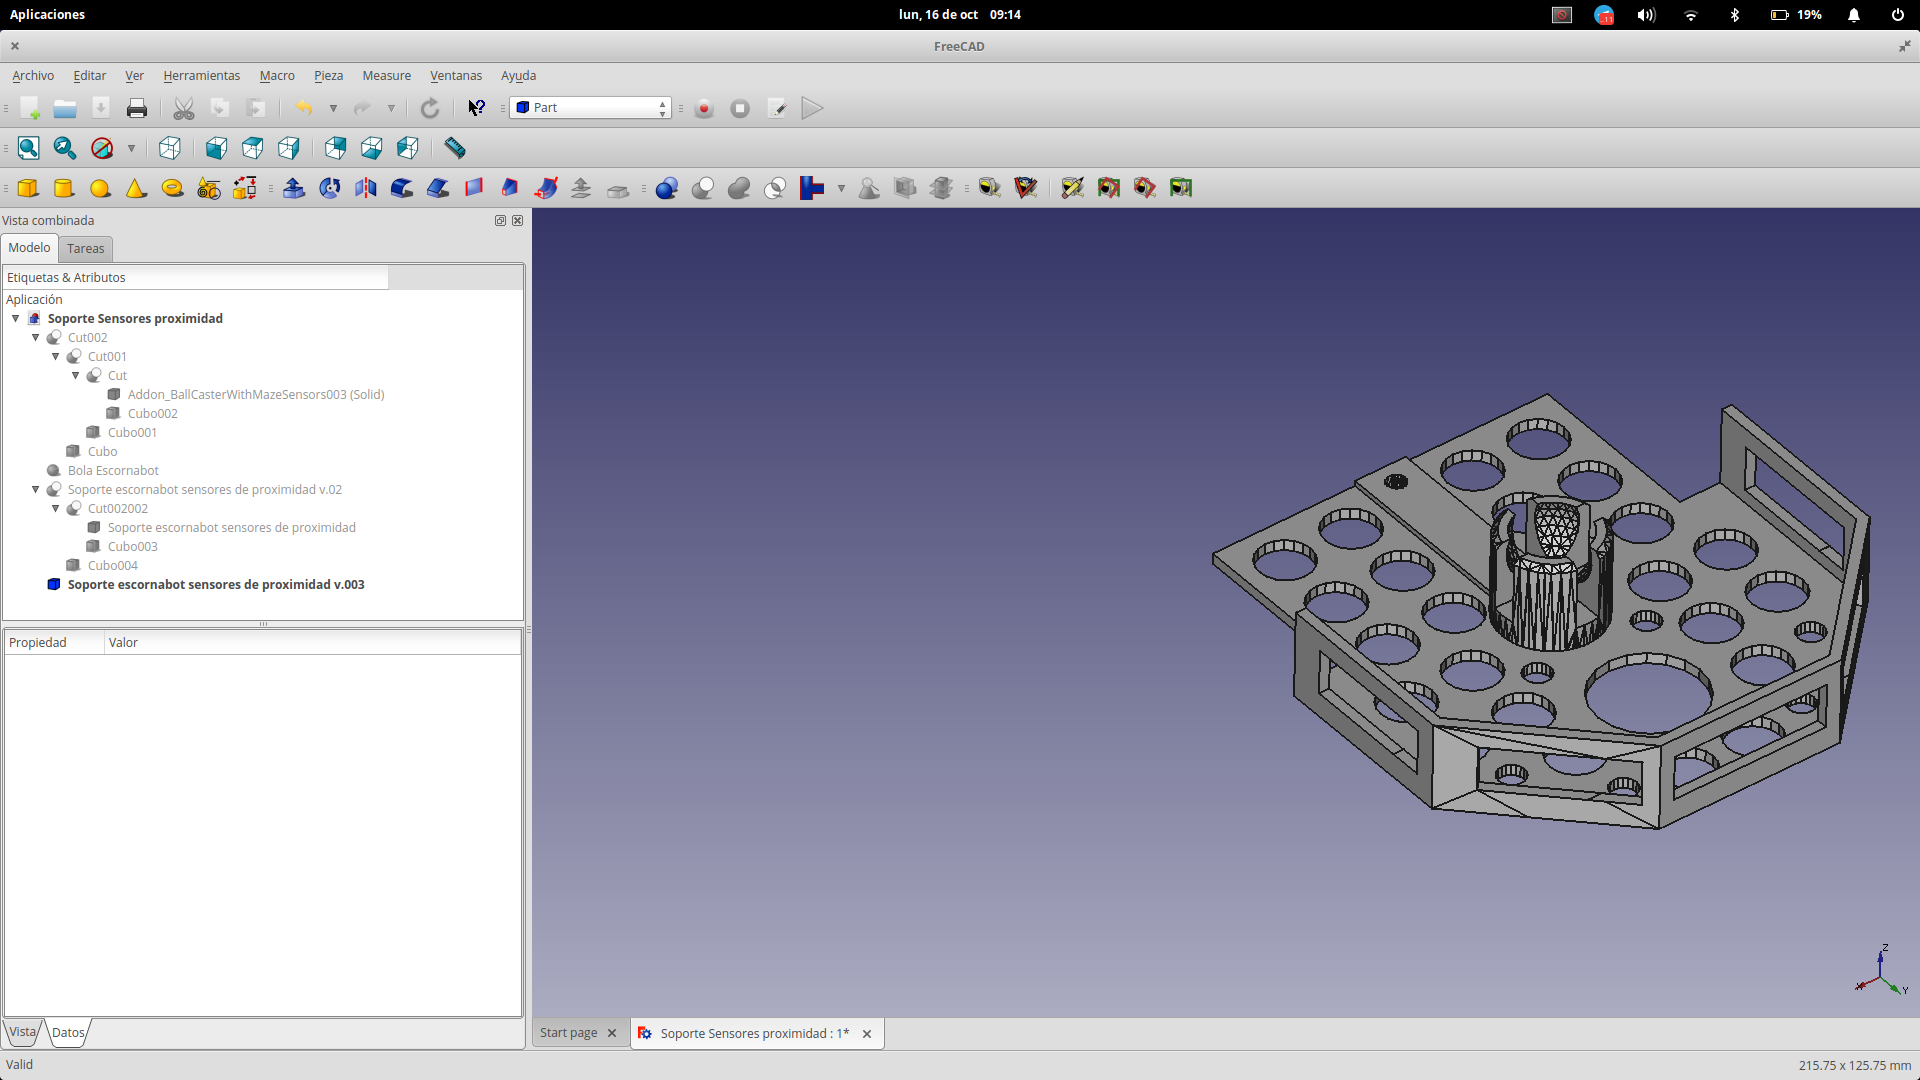 Aplicaciones lun, 16 de oct 09:14 19%
FreeCAD
Archivo Editar Ver Herramientas Macro Pieza Measure Ventanas Ayuda
Part
Vista combinada
Modelo Tareas
Etiquetas & Atributos
Aplicación
Soporte Sensores proximidad
Cut002
Cut001
Cut
Addon_BallCasterWithMazeSensors003 (Solid)
Cubo002
Cubo001
Cubo
Bola Escornabot
Soporte escornabot sensores de proximidad v.02
Cut002002
Soporte escornabot sensores de proximidad
Cubo003
Cubo004
Soporte escornabot sensores de proximidad v.003
Propiedad Valor
Z
X
Y
Vista Datos
Start page Soporte Sensores proximidad : 1*
Valid 215.75 x 125.75 mm